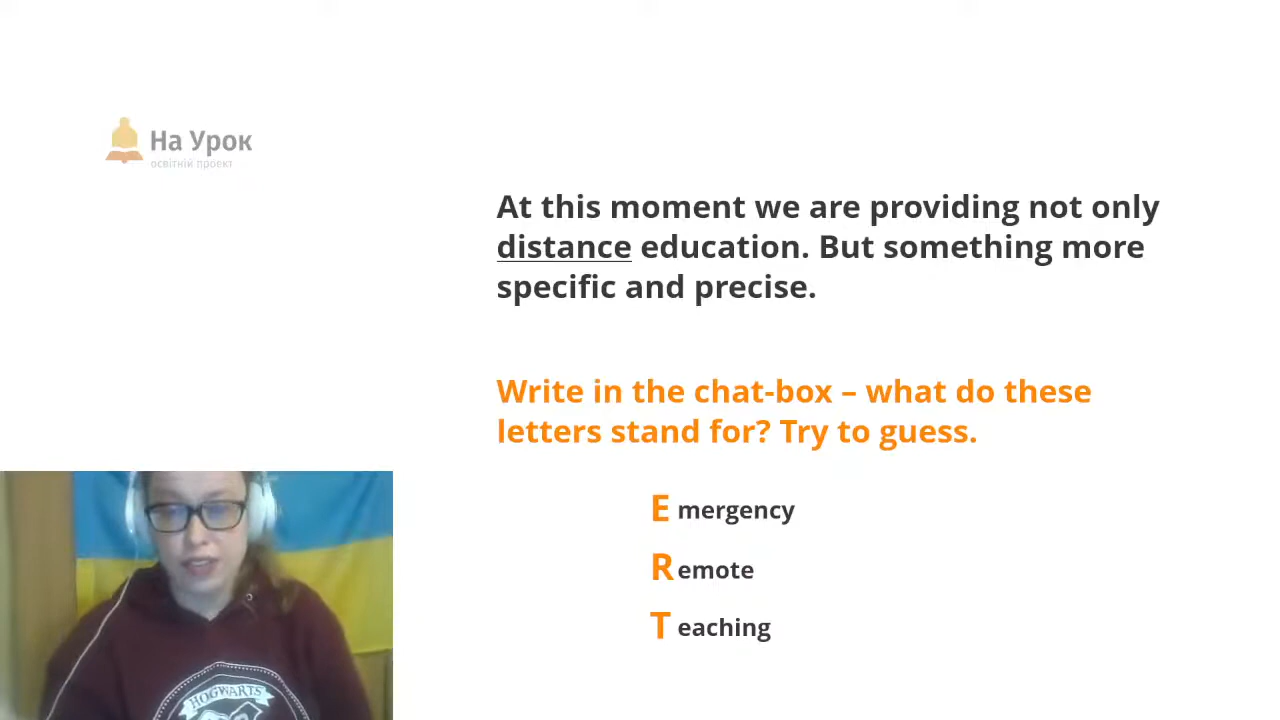 На Урок
освітній проект
At this moment we are providing not only
distance education. But something more
specific and precise.
Write in the chat-box – what do these
letters stand for? Try to guess.
E mergency
R emote
T eaching
HOGWARTS